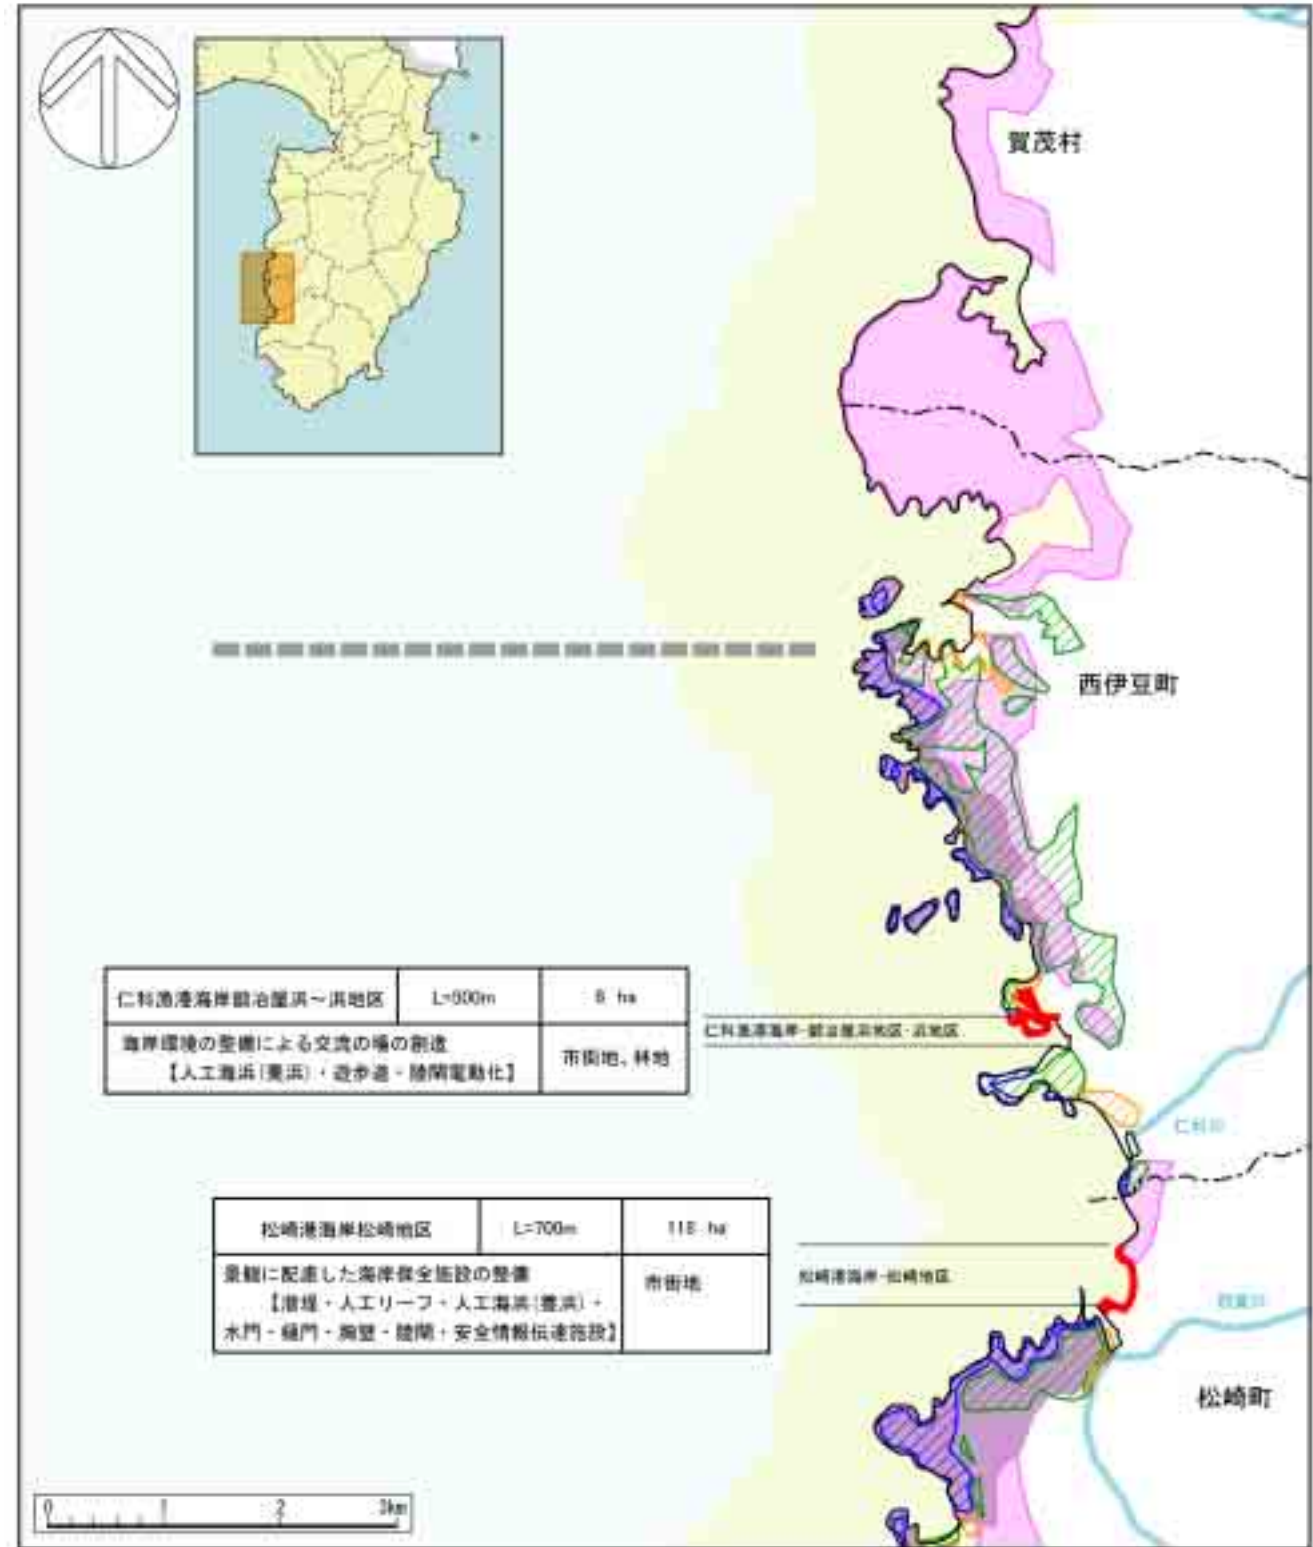 賀茂村
西伊豆町
仁科漁港海岸鍛冶屋浜～浜地区 L=500m ha
海岸環境の整備による交流の場の創造 市街地、林地
【人工海浜(養浜)・遊歩道・陸閘電動化】
仁科漁港海岸-鍛冶屋浜地区・浜地区
仁科川
松崎港海岸松崎地区 L=700m ha
景観に配慮した海岸保全施設の整備 市街地
【潜堤・人工リーフ・人工海浜(養浜)・
水門・樋門・胸壁・陸閘・安全情報伝達施設】
松崎港海岸-松崎地区
松崎町
0 1 2 3km